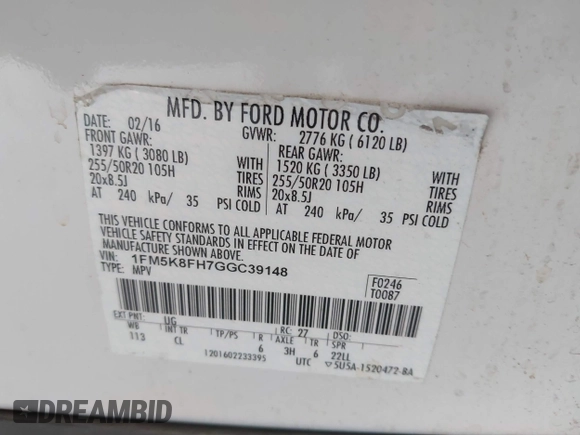 MFD. BY FORD MOTOR CO.
DATE: 02/16 GVWR: 2776 KG ( 6120 LB)
FRONT GAWR: REAR GAWR:
1397 KG ( 3080 LB) WITH 1520 KG ( 3350 LB) WITH
255/50R20 105H TIRES 255/50R20 105H TIRES
20x8.5J RIMS 20x8.5J RIMS
AT 240 kPa/ 35 PSI COLD AT 240 kPa/ 35 PSI COLD
THIS VEHICLE CONFORMS TO ALL APPLICABLE FEDERAL MOTOR
VEHICLE SAFETY STANDARDS IN EFFECT ON THE DATE OF
MANUFACTURE SHOWN ABOVE.
VIN: 1FM5K8FH7GGC39148
TYPE: MPV
F0246
T0087
EXT PNT: UG RC: 27 DSO:
WB INT TR TP/PS R AXLE TR SPR
113 CL 6 3H 6 22LL
1201602233395 UTC 5USA-1520472-BA
DREAMBID